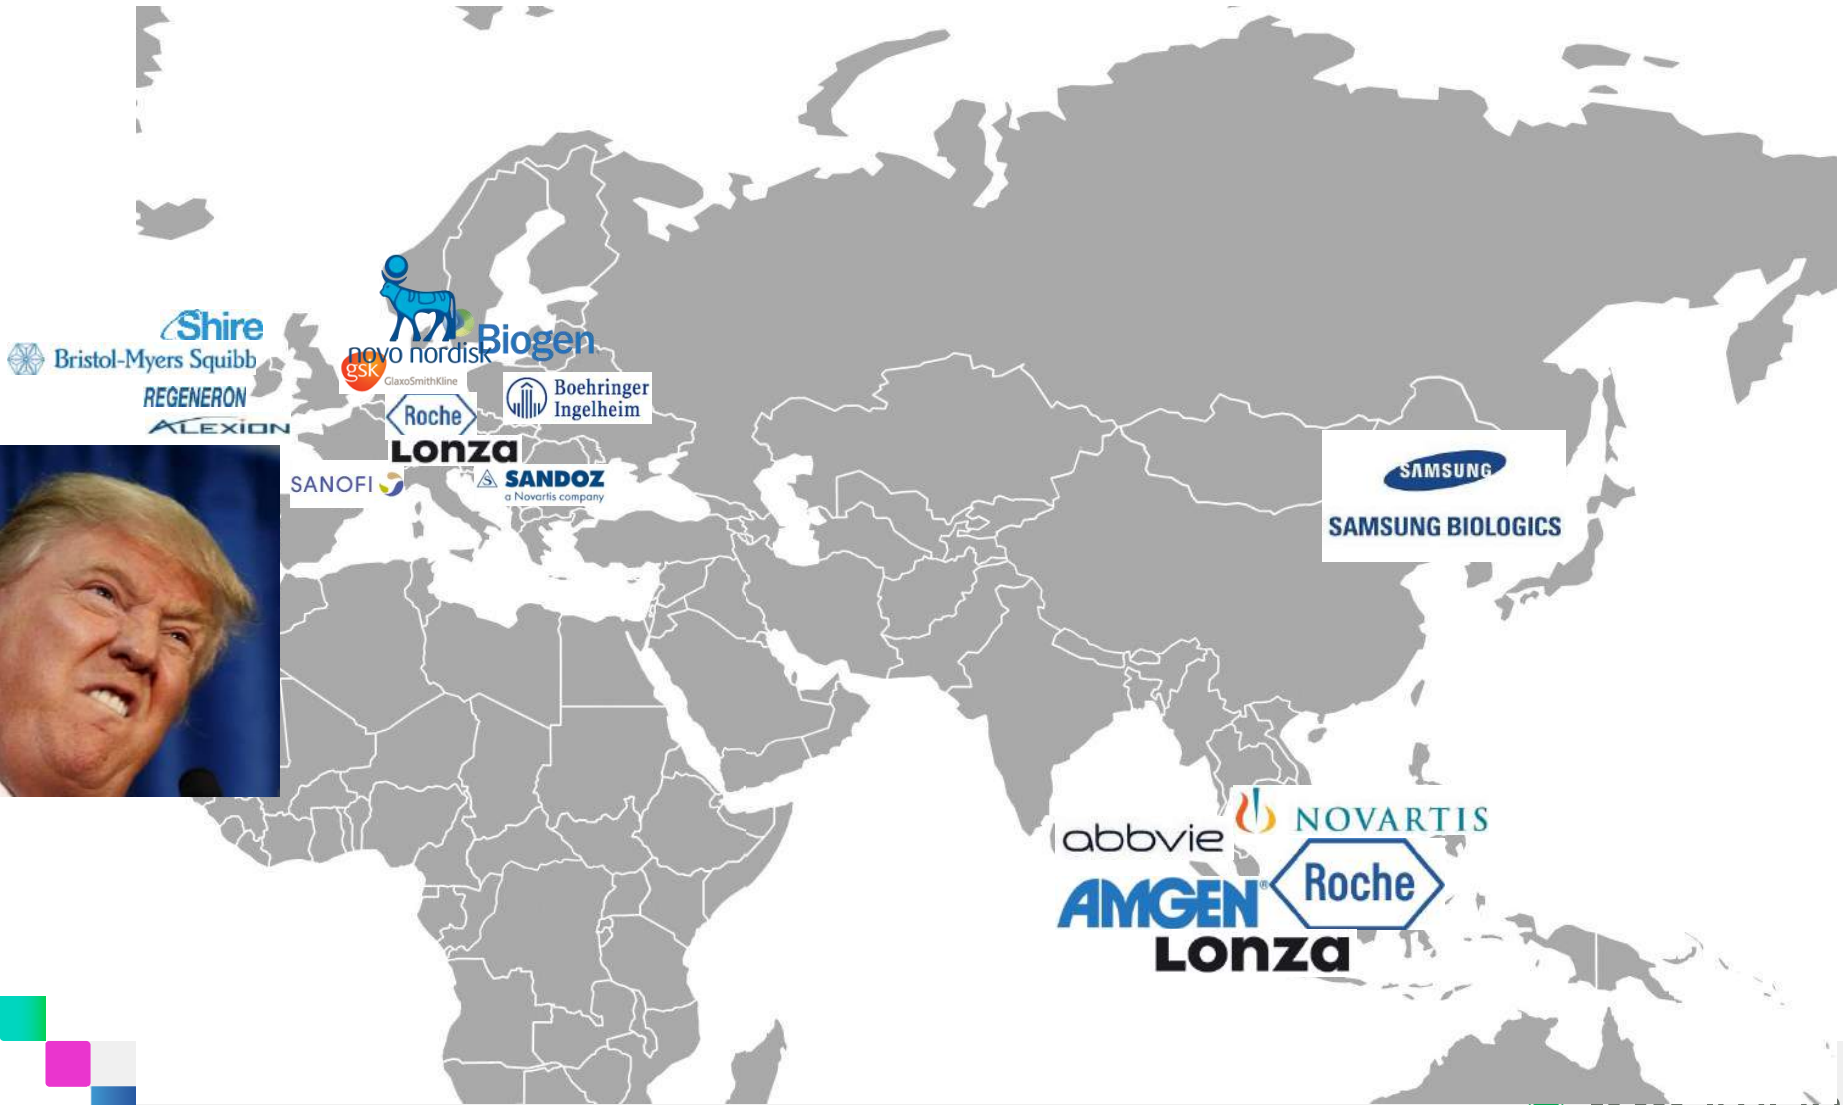 Shire
Bristol-Myers Squibb
REGENERON
ALEXION
novo nordisk
Biogen
gsk
GlaxoSmithKline
Boehringer
Ingelheim
Roche
Lonza
SANOFI
SANDOZ
a Novartis company
SAMSUNG
SAMSUNG BIOLOGICS
NOVARTIS
abbvie
AMGEN®
Roche
Lonza